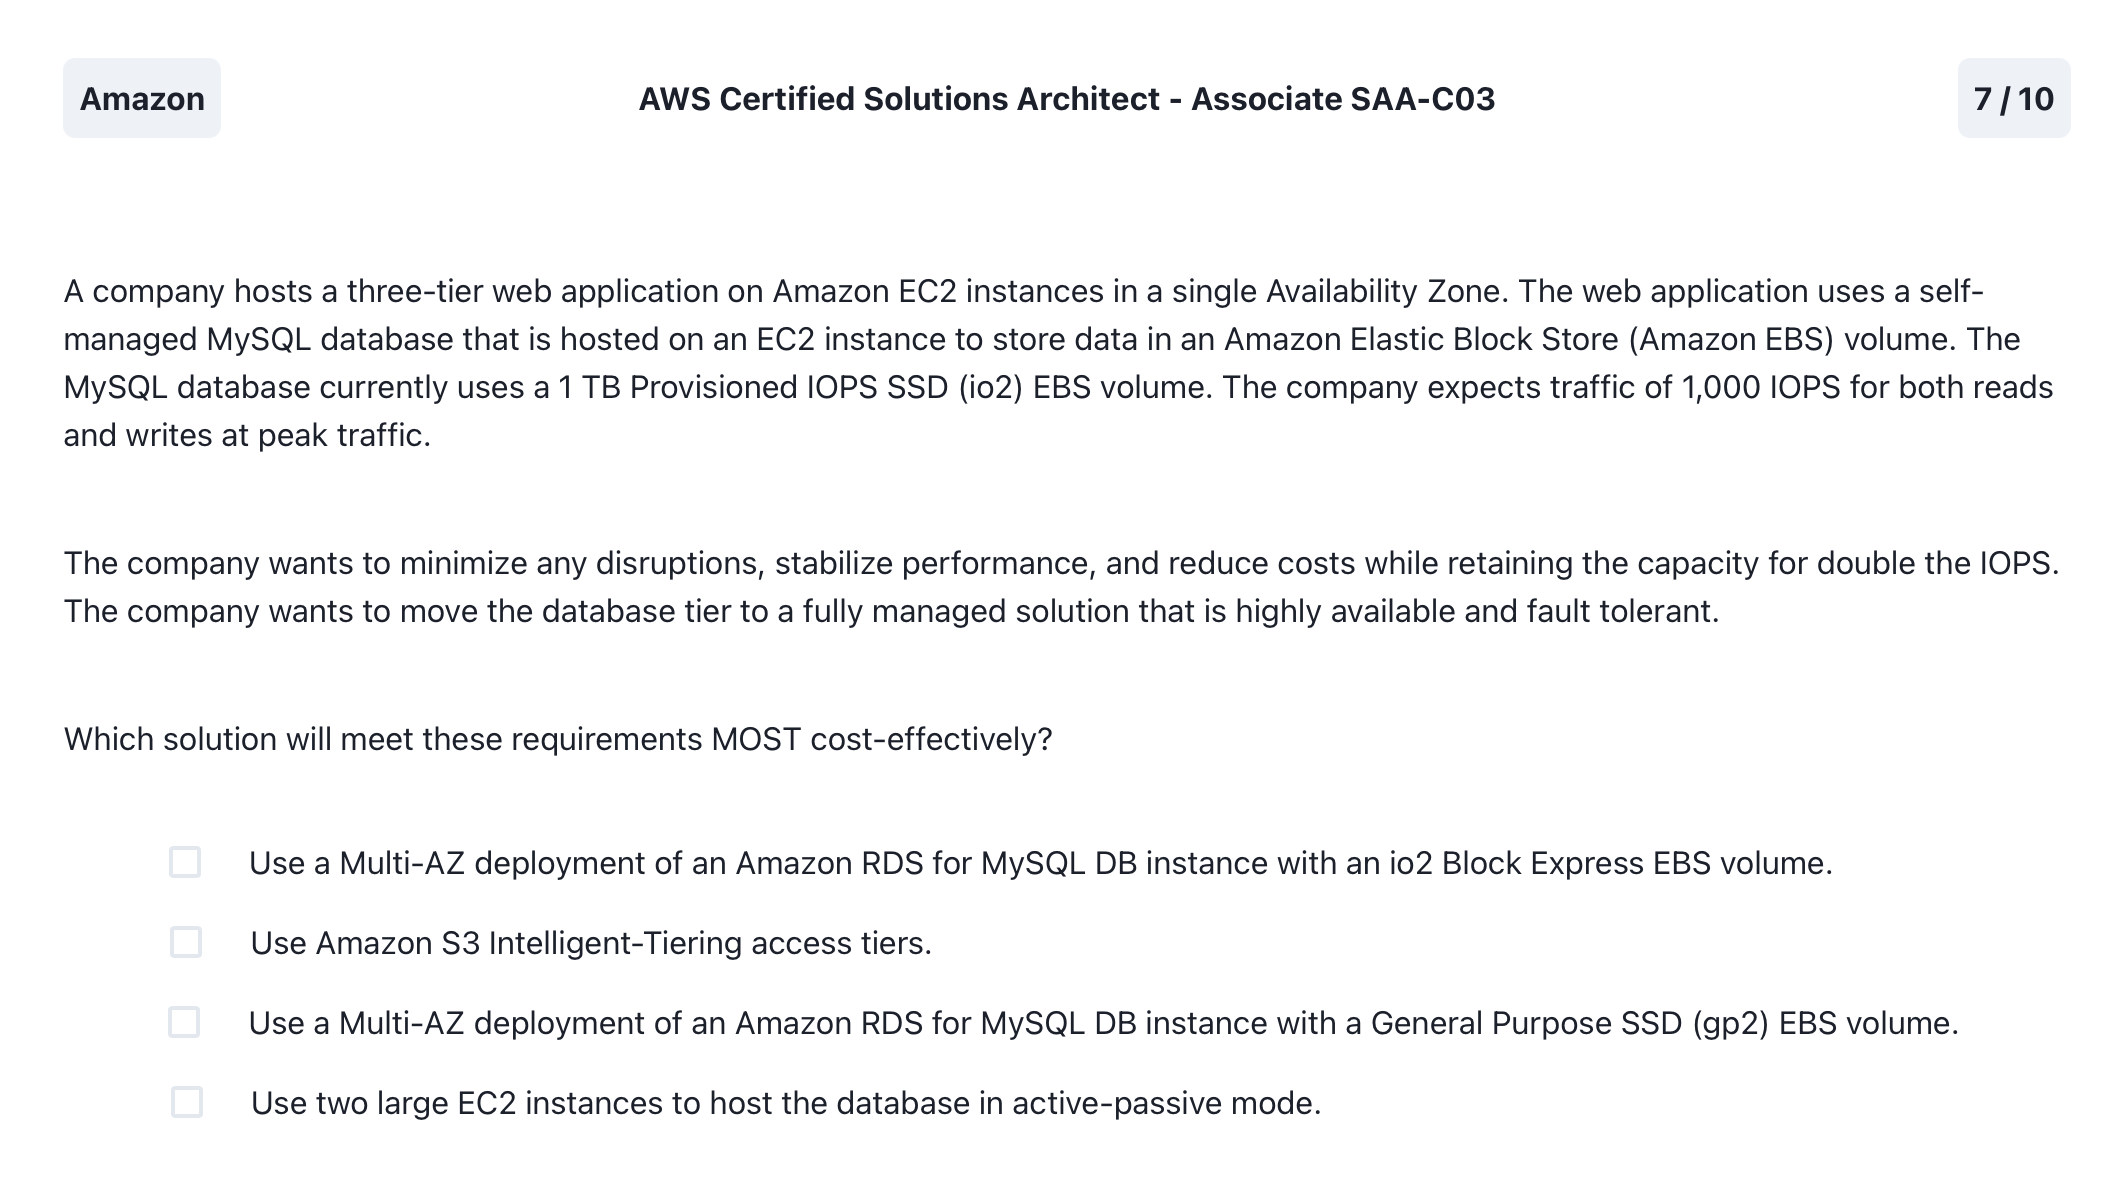 Amazon
AWS Certified Solutions Architect - Associate SAA-C03
7 / 10
A company hosts a three-tier web application on Amazon EC2 instances in a single Availability Zone. The web application uses a self-
managed MySQL database that is hosted on an EC2 instance to store data in an Amazon Elastic Block Store (Amazon EBS) volume. The
MySQL database currently uses a 1 TB Provisioned IOPS SSD (io2) EBS volume. The company expects traffic of 1,000 IOPS for both reads
and writes at peak traffic.
The company wants to minimize any disruptions, stabilize performance, and reduce costs while retaining the capacity for double the IOPS.
The company wants to move the database tier to a fully managed solution that is highly available and fault tolerant.
Which solution will meet these requirements MOST cost-effectively?
Use a Multi-AZ deployment of an Amazon RDS for MySQL DB instance with an io2 Block Express EBS volume.
Use Amazon S3 Intelligent-Tiering access tiers.
Use a Multi-AZ deployment of an Amazon RDS for MySQL DB instance with a General Purpose SSD (gp2) EBS volume.
Use two large EC2 instances to host the database in active-passive mode.